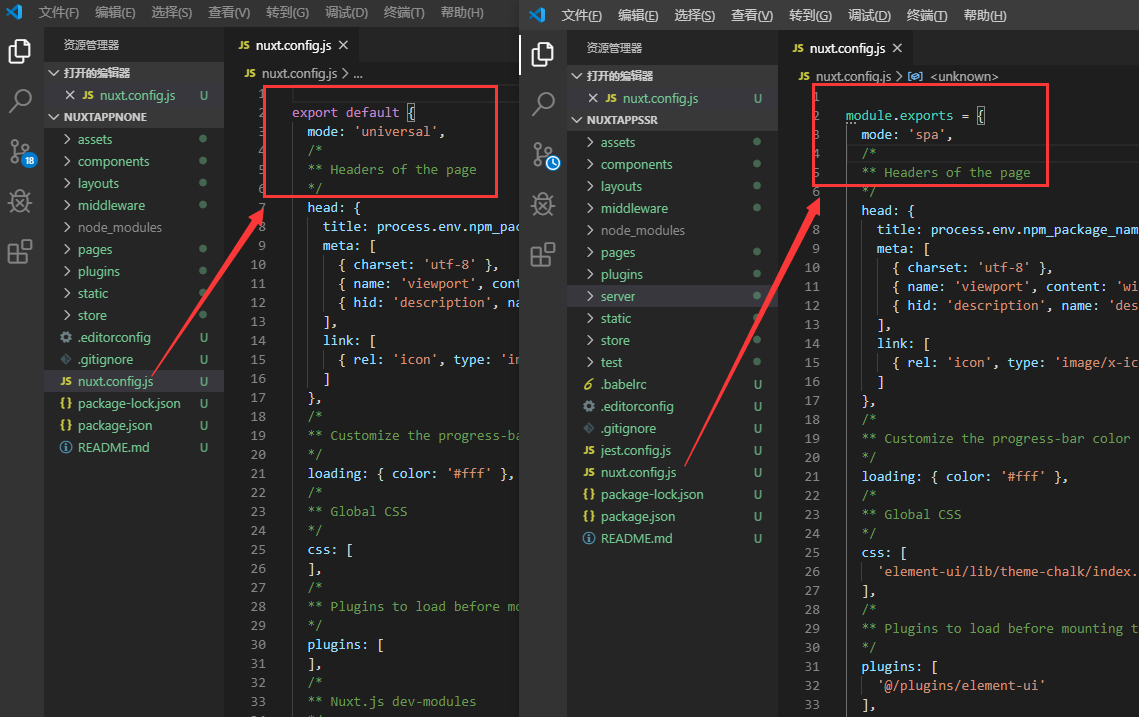 文件(F) 编辑(E) 选择(S) 查看(V) 转到(G) 调试(D) 终端(T) 帮助(H)
资源管理器
打开的编辑器
JS nuxt.config.js U
NUXTAPPNONE
assets
components
layouts
middleware
node_modules
pages
plugins
static
store
.editorconfig U
.gitignore U
JS nuxt.config.js U
{} package-lock.json U
{} package.json U
README.md U
18
JS nuxt.config.js
JS nuxt.config.js > ...
1
2 export default {
3 mode: 'universal',
4 /*
5 ** Headers of the page
6 */
7 head: {
8 title: process.env.npm_pac
9 meta: [
10 { charset: 'utf-8' },
11 { name: 'viewport', cont
12 { hid: 'description', na
13 ],
14 link: [
15 { rel: 'icon', type: 'im
16 ]
17 },
18 /*
19 ** Customize the progress-ba
20 */
21 loading: { color: '#fff' },
22 /*
23 ** Global CSS
24 */
25 css: [
26 ],
27 /*
28 ** Plugins to load before mo
29 */
30 plugins: [
31 ],
32 /*
33 ** Nuxt.js dev-modules
文件(F) 编辑(E) 选择(S) 查看(V) 转到(G) 调试(D) 终端(T) 帮助(H)
资源管理器
打开的编辑器
JS nuxt.config.js U
NUXTAPPSSR
assets
components
layouts
middleware
node_modules
pages
plugins
server
static
store
test
.babelrc U
.editorconfig U
.gitignore U
JS jest.config.js U
JS nuxt.config.js U
{} package-lock.json U
{} package.json U
README.md U
JS nuxt.config.js
JS nuxt.config.js > <unknown>
1
2 module.exports = {
3 mode: 'spa',
4 /*
5 ** Headers of the page
6 */
head: {
8 title: process.env.npm_package_nam
9 meta: [
10 { charset: 'utf-8' },
11 { name: 'viewport', content: 'wi
12 { hid: 'description', name: 'des
13 ],
14 link: [
15 { rel: 'icon', type: 'image/x-ic
16 ]
17 },
18 /*
19 ** Customize the progress-bar color
20 */
21 loading: { color: '#fff' },
22 /*
23 ** Global CSS
24 */
25 css: [
26 'element-ui/lib/theme-chalk/index.
27 ],
28 /*
29 ** Plugins to load before mounting t
30 */
31 plugins: [
32 '@/plugins/element-ui'
33 ],